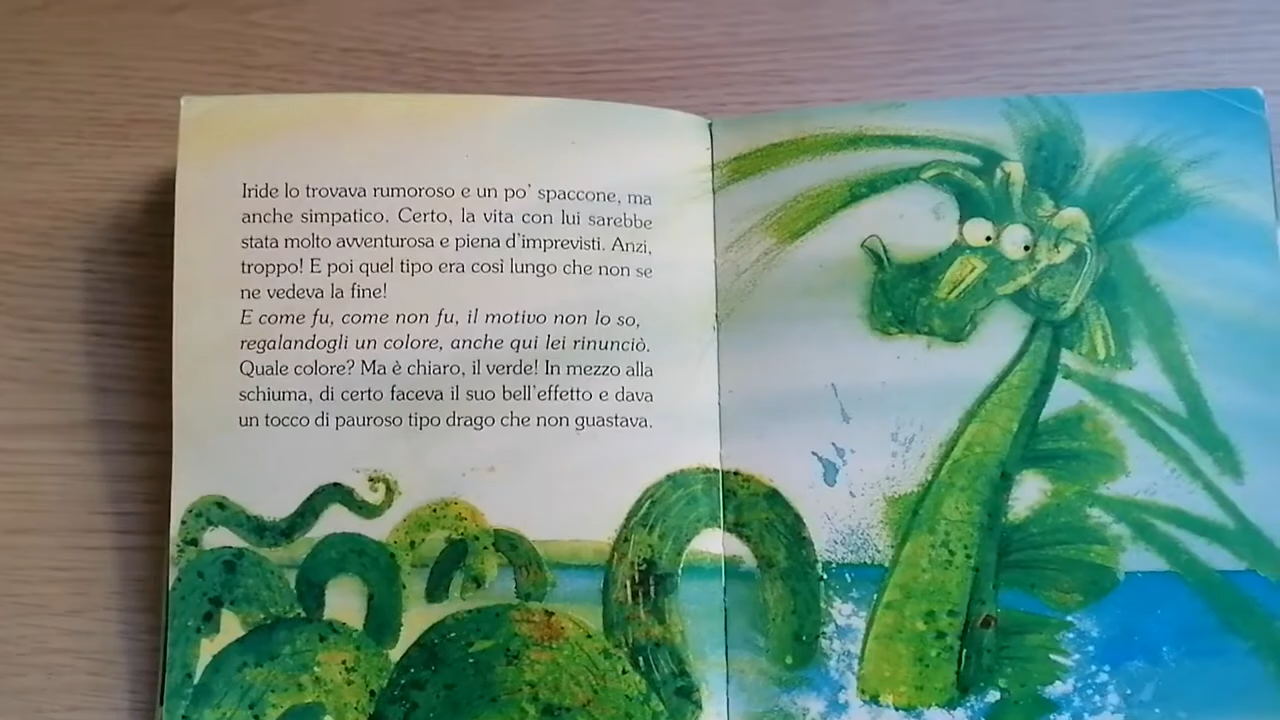 Iride lo trovava rumoroso e un po' spaccone, ma
anche simpatico. Certo, la vita con lui sarebbe
stata molto avventurosa e piena d'imprevisti. Anzi,
troppo! E poi quel tipo era così lungo che non se
ne vedeva la fine!
E come fu, come non fu, il motivo non lo so,
regalandogli un colore, anche qui lei rinunciò.
Quale colore? Ma è chiaro, il verde! In mezzo alla
schiuma, di certo faceva il suo bell'effetto e dava
un tocco di pauroso tipo drago che non guastava.